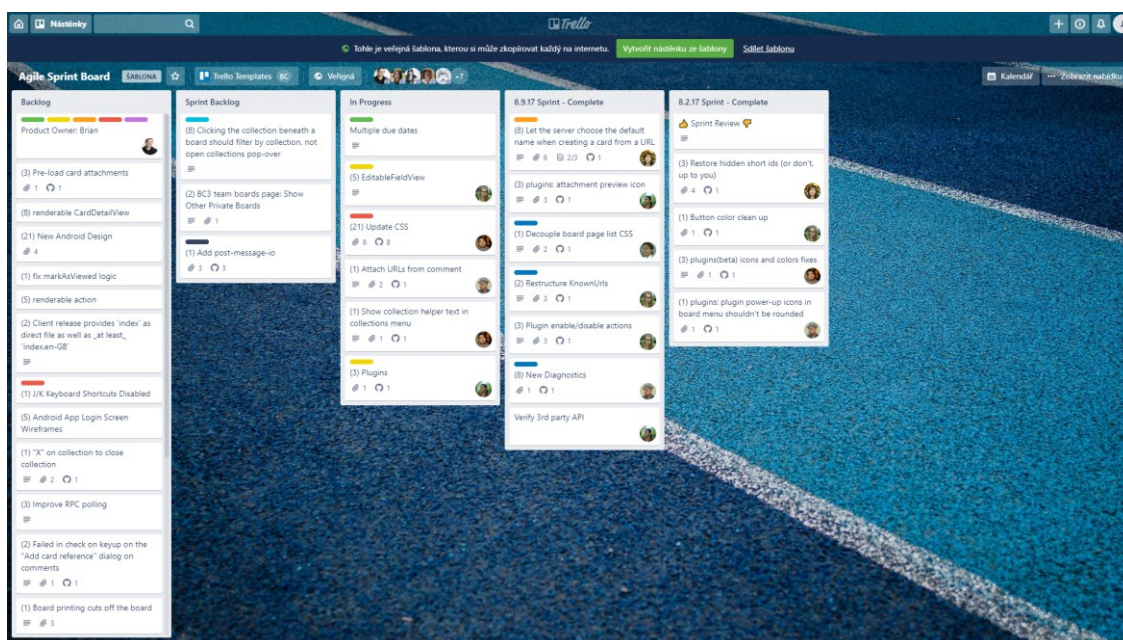 Nástěnky
Trello
Tohle je veřejná šablona, kterou si může zkopírovat každý na internetu.
Vytvořit nástěnku ze šablony
Sdílet šablonu
Agile Sprint Board
ŠABLONA
Trello Templates
BC
Veřejná
+7
Kalendář
Zobrazit nabídku
Backlog
Product Owner: Brian
(3) Pre-load card attachments
1 1
(8) renderable CardDetailView
(21) New Android Design
4
(1) fix markAsViewed logic
(5) renderable action
(2) Client release provides `index` as
direct file as well as _at least_
`index.en-GB`
(1) J/K Keyboard Shortcuts Disabled
(5) Android App Login Screen
Wireframes
(1) "X" on collection to close
collection
2 1
(3) Improve RPC polling
(2) Failed in check on keyup on the
"Add card reference" dialog on
comments
1 1
(1) Board printing cuts off the board
3
Sprint Backlog
(8) Clicking the collection beneath a
board should filter by collection, not
open collections pop-over
(2) BC3 team boards page: Show
Other Private Boards
1
(1) Add post-message-io
3 3
In Progress
Multiple due dates
(5) EditableFieldView
(21) Update CSS
8 8
(1) Attach URLs from comment
2 1
(1) Show collection helper text in
collections menu
1 1
(3) Plugins
1 1
8.9.17 Sprint - Complete
(8) Let the server choose the default
name when creating a card from a URL
6 2/3 1
(3) plugins: attachment preview icon
3 1
(1) Decouple board page list CSS
2 1
(2) Restructure KnownUrls
3 1
(3) Plugin enable/disable actions
3 1
(8) New Diagnostics
1 1
Verify 3rd party API
8.2.17 Sprint - Complete
Sprint Review
(3) Restore hidden short ids (or don't,
up to you)
4 1
(1) Button color clean up
1 1
(3) plugins(beta) icons and colors fixes
1 1
(1) plugins: plugin power-up icons in
board menu shouldn't be rounded
1 1